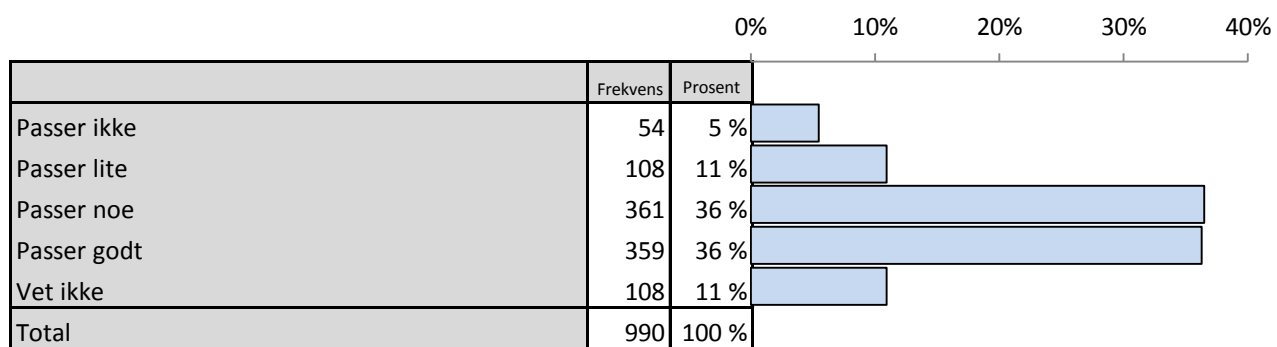 0% 10% 20% 30% 40%
Frekvens Prosent
Passer ikke 54 5 %
Passer lite 108 11 %
Passer noe 361 36 %
Passer godt 359 36 %
Vet ikke 108 11 %
Total 990 100 %